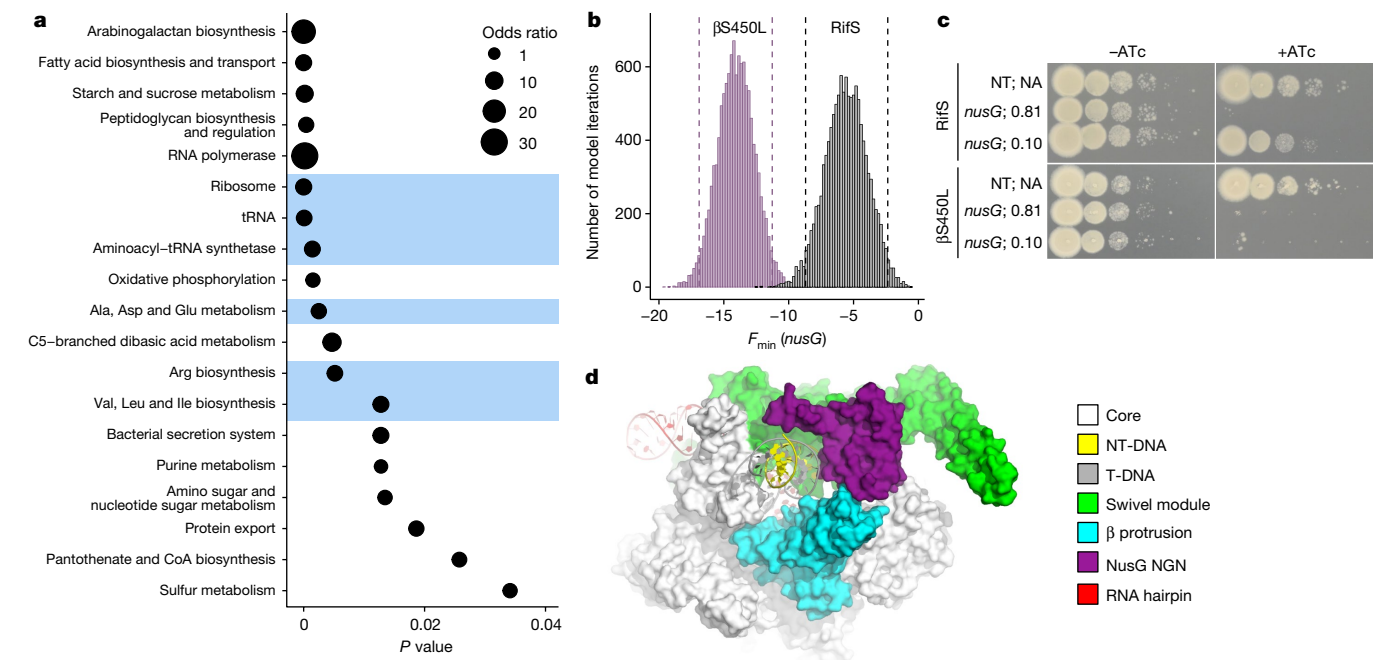 a
Arabinogalactan biosynthesis
Fatty acid biosynthesis and transport
Starch and sucrose metabolism
Peptidoglycan biosynthesis
and regulation
RNA polymerase
Ribosome
tRNA
Aminoacyl−tRNA synthetase
Oxidative phosphorylation
Ala, Asp and Glu metabolism
C5−branched dibasic acid metabolism
Arg biosynthesis
Val, Leu and Ile biosynthesis
Bacterial secretion system
Purine metabolism
Amino sugar and
nucleotide sugar metabolism
Protein export
Pantothenate and CoA biosynthesis
Sulfur metabolism
0 0.02 0.04
P value
Odds ratio
1
10
20
30
b
βS450L RifS
Number of model iterations
600
400
200
0
−20 −15 −10 −5 0
Fmin (nusG)
c
–ATc +ATc
RifS
NT; NA
nusG; 0.81
nusG; 0.10
βS450L
NT; NA
nusG; 0.81
nusG; 0.10
d
Core
NT-DNA
T-DNA
Swivel module
β protrusion
NusG NGN
RNA hairpin